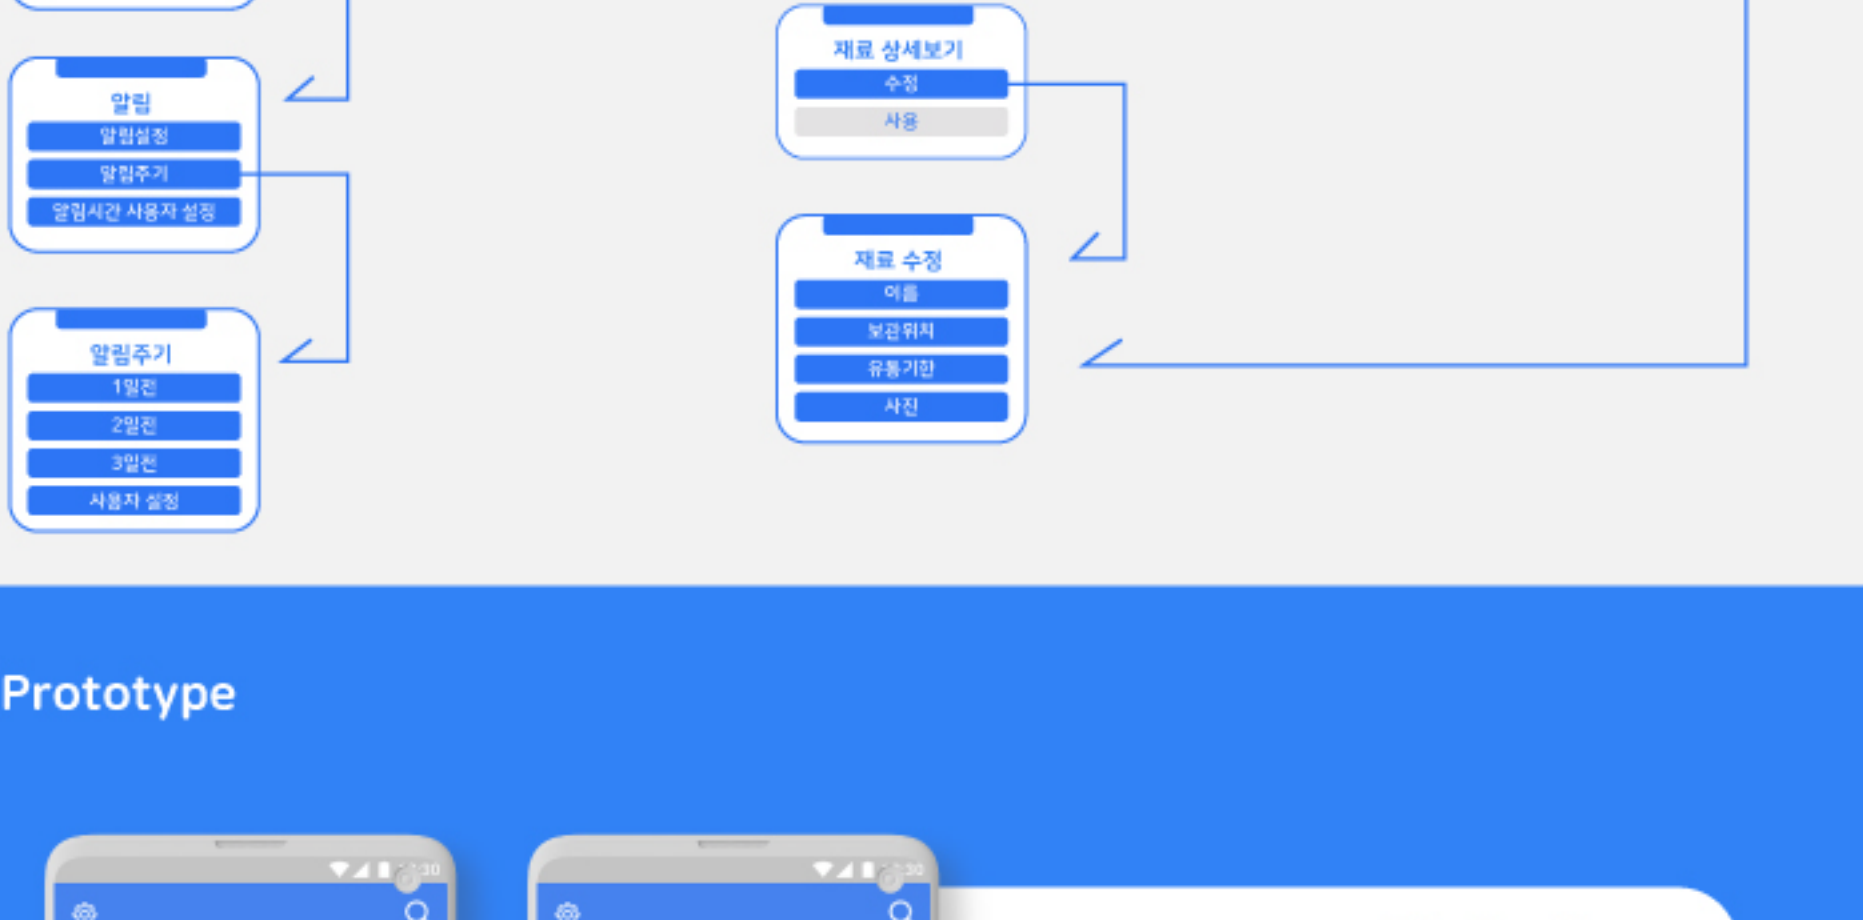 알림
알림설정
알림주기
알림시간 사용자 설정
알림주기
1일전
2일전
3일전
사용자 설정
재료 상세보기
수정
사용
재료 수정
이름
보관위치
유통기한
사진
Prototype